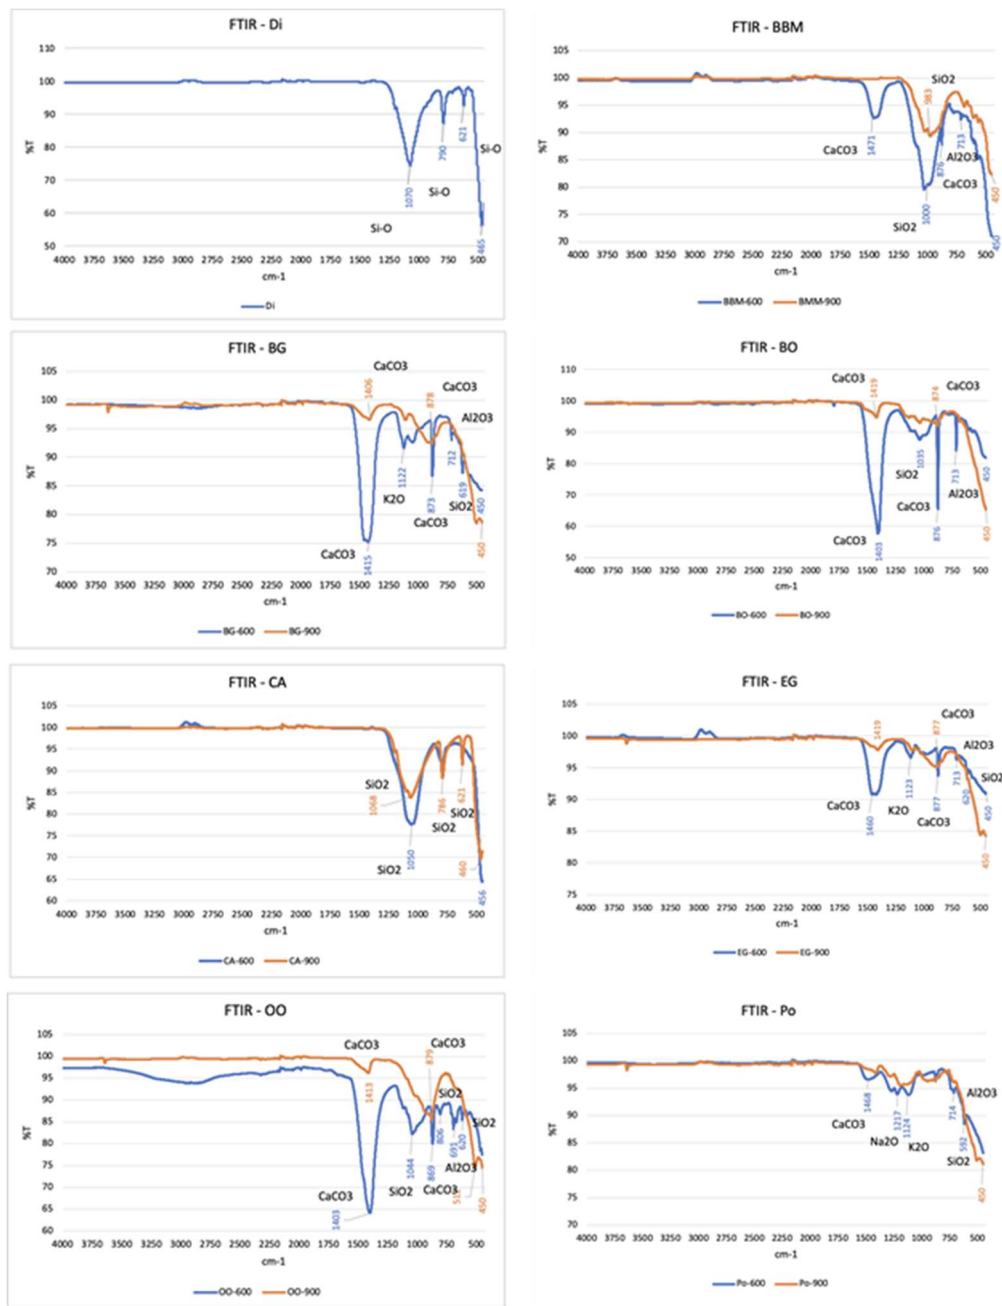 FTIR - Di
110
100
90
80
70
60
50
%T
790
621
Si-O
1070
Si-O
Si-O
465
4000 3750 3500 3250 3000 2750 2500 2250 2000 1750 1500 1250 1000 750 500
cm-1
Di
FTIR - BBM
105
100
95
90
85
80
75
70
%T
SiO2
983
CaCO3
1471
713
Al2O3
876
CaCO3
1000
SiO2
450
450
4000 3750 3500 3250 3000 2750 2500 2250 2000 1750 1500 1250 1000 750 500
cm-1
BBM-600 BMM-900
FTIR - BG
105
100
95
90
85
80
75
70
%T
CaCO3
1406
878
CaCO3
Al2O3
1122
K2O
873
CaCO3
712
619
SiO2
450
450
CaCO3
1415
4000 3750 3500 3250 3000 2750 2500 2250 2000 1750 1500 1250 1000 750 500
cm-1
BG-600 BG-900
FTIR - BO
110
100
90
80
70
60
50
%T
CaCO3
1419
874
CaCO3
SiO2
1035
713
450
Al2O3
CaCO3
876
CaCO3
1403
450
4000 3750 3500 3250 3000 2750 2500 2250 2000 1750 1500 1250 1000 750 500
cm-1
BO-600 BO-900
FTIR - CA
105
100
95
90
85
80
75
70
65
60
%T
SiO2
1068
786
621
SiO2
SiO2
SiO2
1050
460
456
4000 3750 3500 3250 3000 2750 2500 2250 2000 1750 1500 1250 1000 750 500
cm-1
CA-600 CA-900
FTIR - EG
105
100
95
90
85
80
75
%T
CaCO3
1419
877
Al2O3
SiO2
CaCO3
1460
K2O
1123
877
CaCO3
713
620
450
450
4000 3750 3500 3250 3000 2750 2500 2250 2000 1750 1500 1250 1000 750 500
cm-1
EG-600 EG-900
FTIR - OO
105
100
95
90
85
80
75
70
65
60
%T
CaCO3
1413
879
CaCO3
SiO2
SiO2
806
691
620
1044
869
Al2O3
CaCO3
SiO2
CaCO3
1403
450
4000 3750 3500 3250 3000 2750 2500 2250 2000 1750 1500 1250 1000 750 500
cm-1
OO-600 OO-900
FTIR - Po
105
100
95
90
85
80
75
70
%T
1468
CaCO3
1217
Na2O
1124
K2O
714
Al2O3
592
SiO2
450
4000 3750 3500 3250 3000 2750 2500 2250 2000 1750 1500 1250 1000 750 500
cm-1
Po-600 Po-900